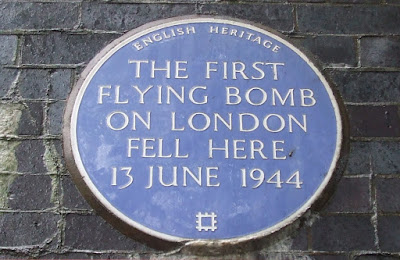 ENGLISH HERITAGE
THE FIRST
FLYING BOMB
ON LONDON
FELL HERE
13 JUNE 1944